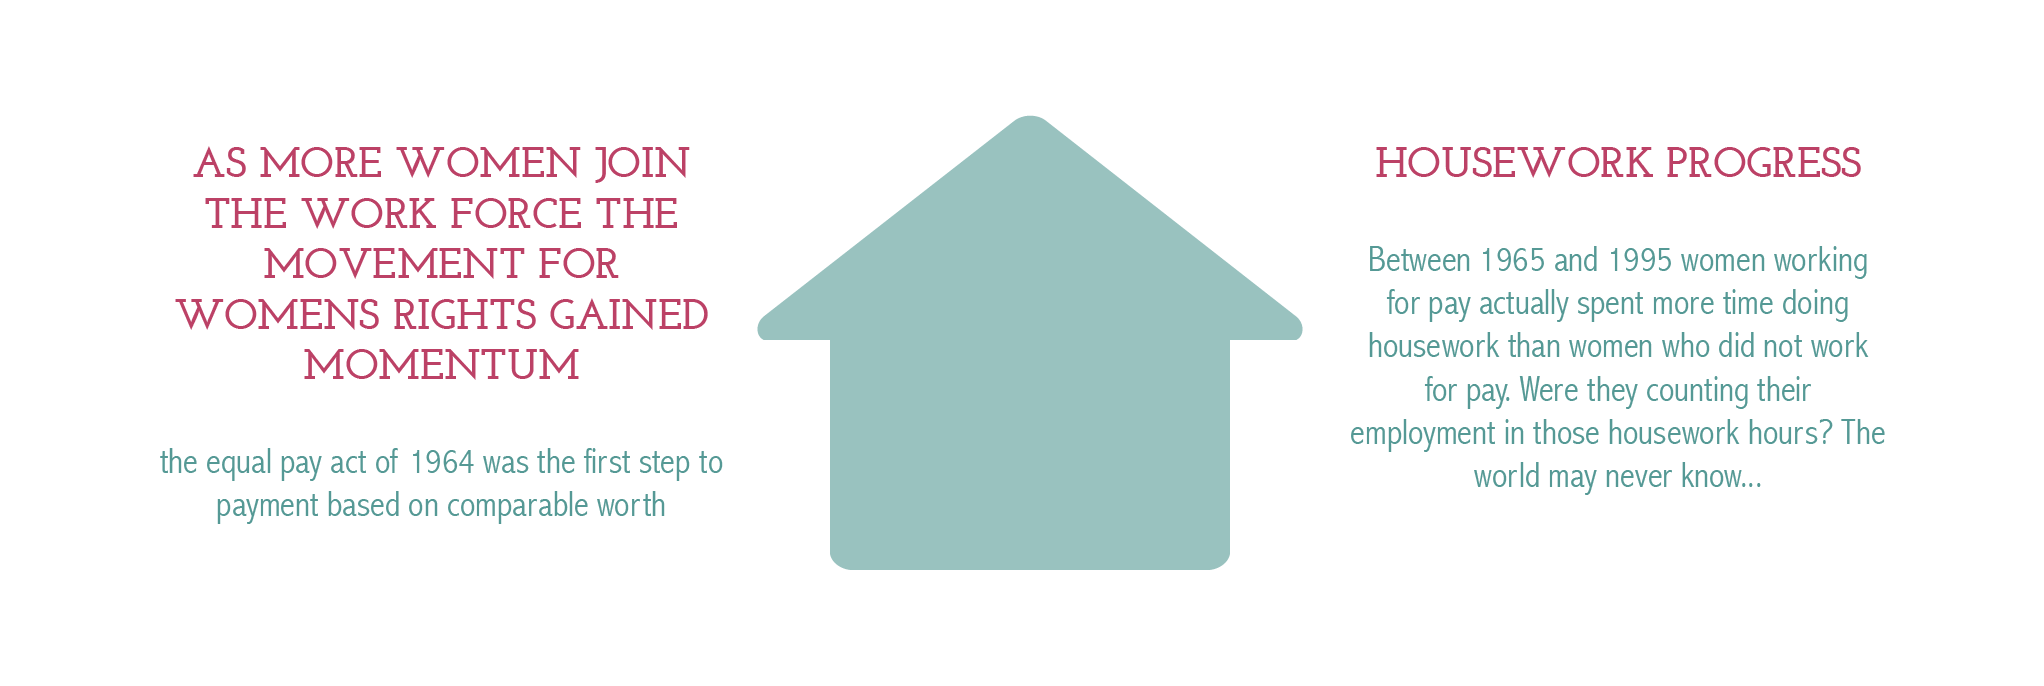 AS MORE WOMEN JOIN
THE WORK FORCE THE
MOVEMENT FOR
WOMENS RIGHTS GAINED
MOMENTUM
the equal pay act of 1964 was the first step to
payment based on comparable worth
HOUSEWORK PROGRESS
Between 1965 and 1995 women working
for pay actually spent more time doing
housework than women who did not work
for pay. Were they counting their
employment in those housework hours? The
world may never know...